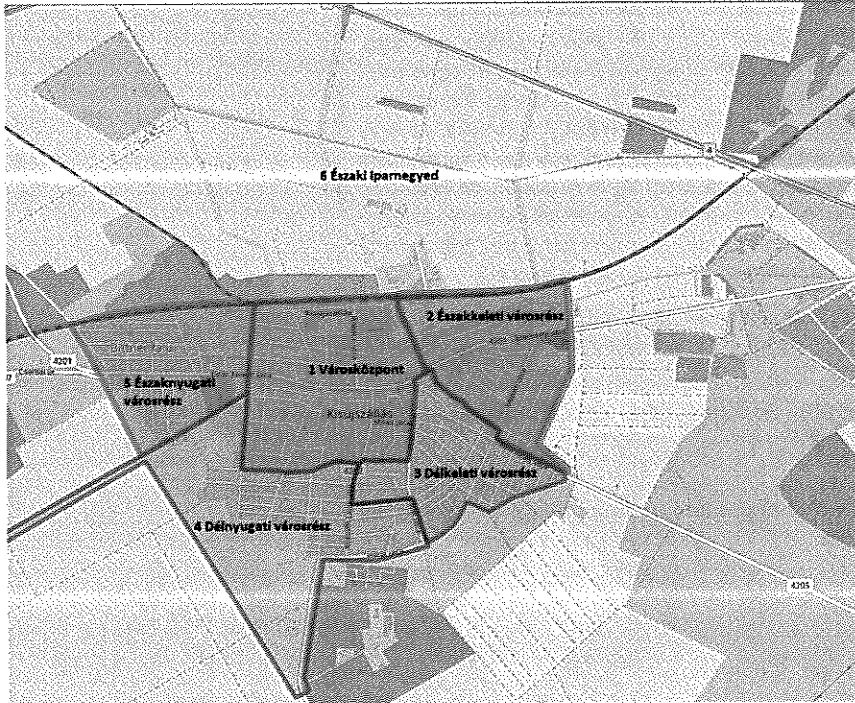 4
6 Északi Iparnegyed
2 Északkeleti városrész
4201
1 Városközpont
5 Északnyugati
városrész
Kisújszállás
3 Délkeleti városrész
4 Délnyugati városrész
4205